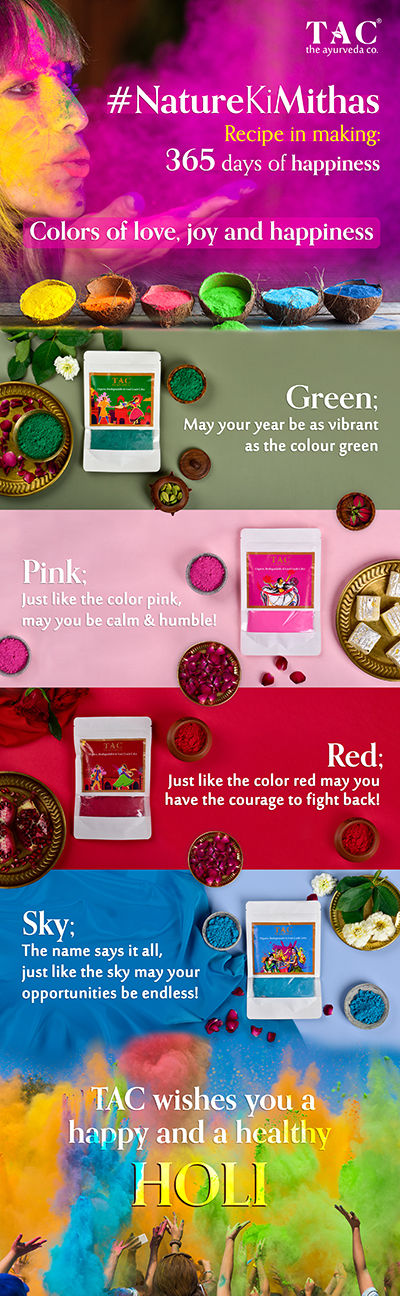 TAC®
the ayurveda co.
#NatureKiMithas
Recipe in making:
365 days of happiness
Colors of love, joy and happiness
TAC
Green;
May your year be as vibrant
as the colour green
TAC
Pink;
Just like the color pink,
may you be calm & humble!
TAC
Red;
Just like the color red may you
have the courage to fight back!
TAC
Sky;
The name says it all,
just like the sky may your
opportunities be endless!
TAC wishes you a
happy and a healthy
HOLI